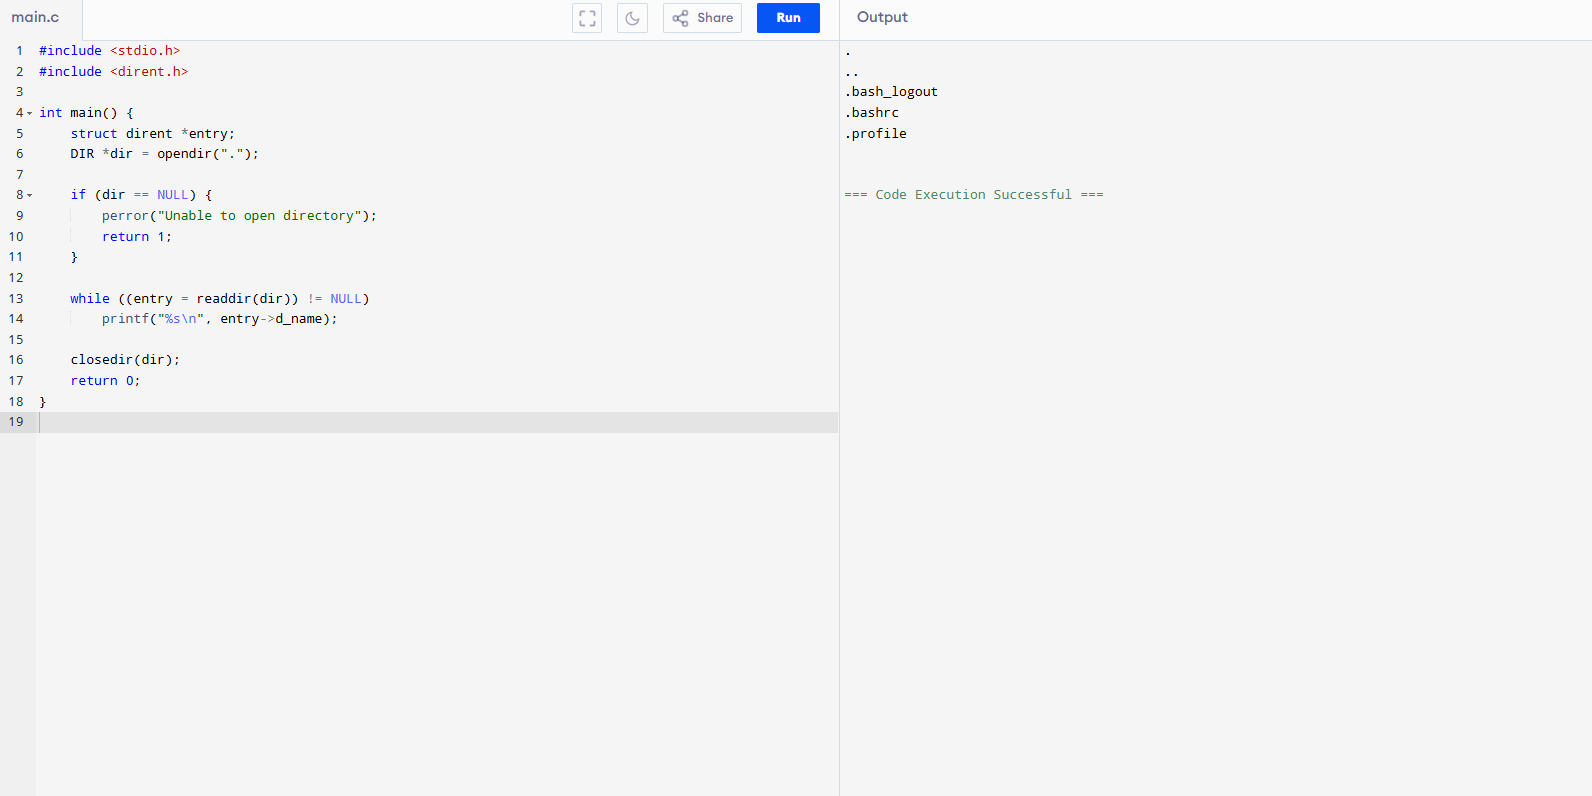 main.c
Share
Run
Output
1 #include <stdio.h>
2 #include <dirent.h>
3
4 int main() {
5     struct dirent *entry;
6     DIR *dir = opendir(".");
7
8     if (dir == NULL) {
9         perror("Unable to open directory");
10         return 1;
11     }
12
13     while ((entry = readdir(dir)) != NULL)
14         printf("%s\n", entry->d_name);
15
16     closedir(dir);
17     return 0;
18 }
19
.
..
.bash_logout
.bashrc
.profile
=== Code Execution Successful ===